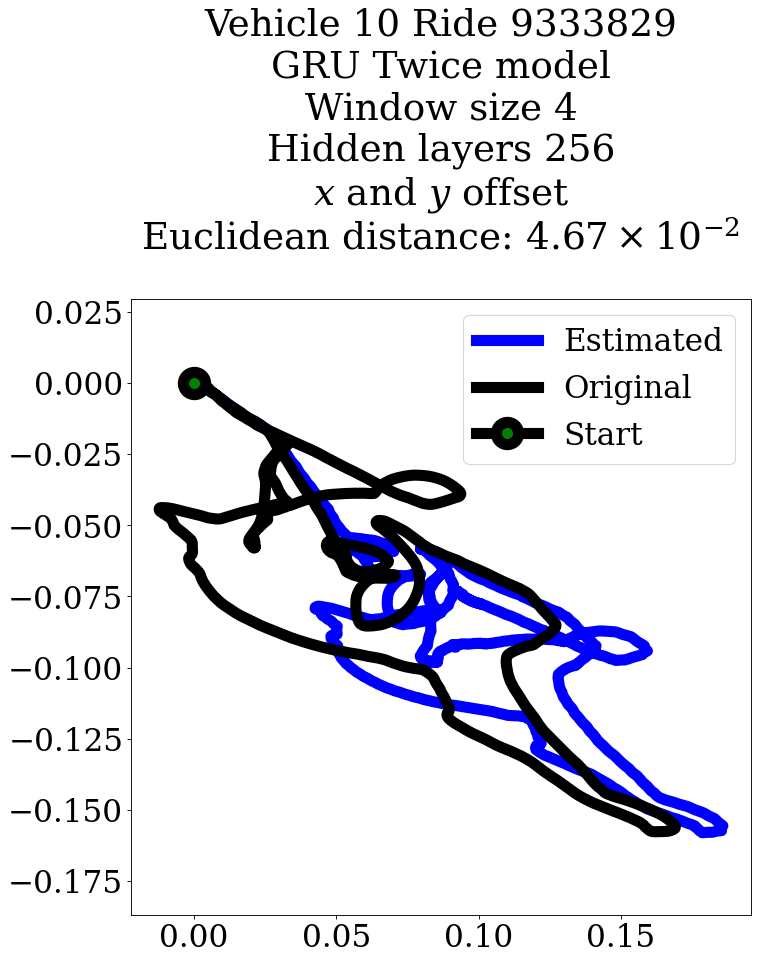 Vehicle 10 Ride 9333829
GRU Twice model
Window size 4
Hidden layers 256
x and y offset
Euclidean distance: 4.67 × 10⁻²
Estimated
Original
Start
0.025
0.000
−0.025
−0.050
−0.075
−0.100
−0.125
−0.150
−0.175
0.00 0.05 0.10 0.15